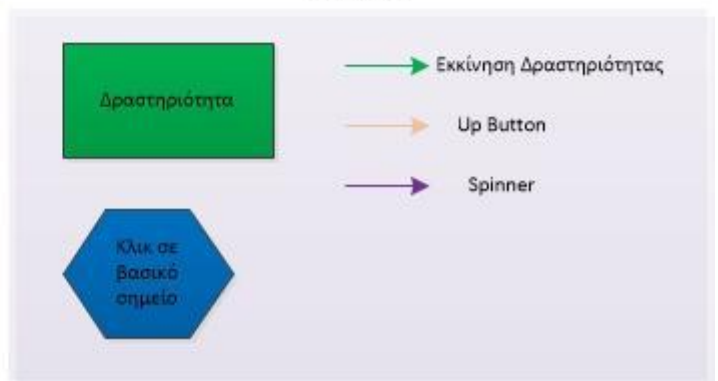 Δραστηριότητα
Εκκίνηση Δραστηριότητας
Up Button
Spinner
Κλικ σε
βασικό
σημείο